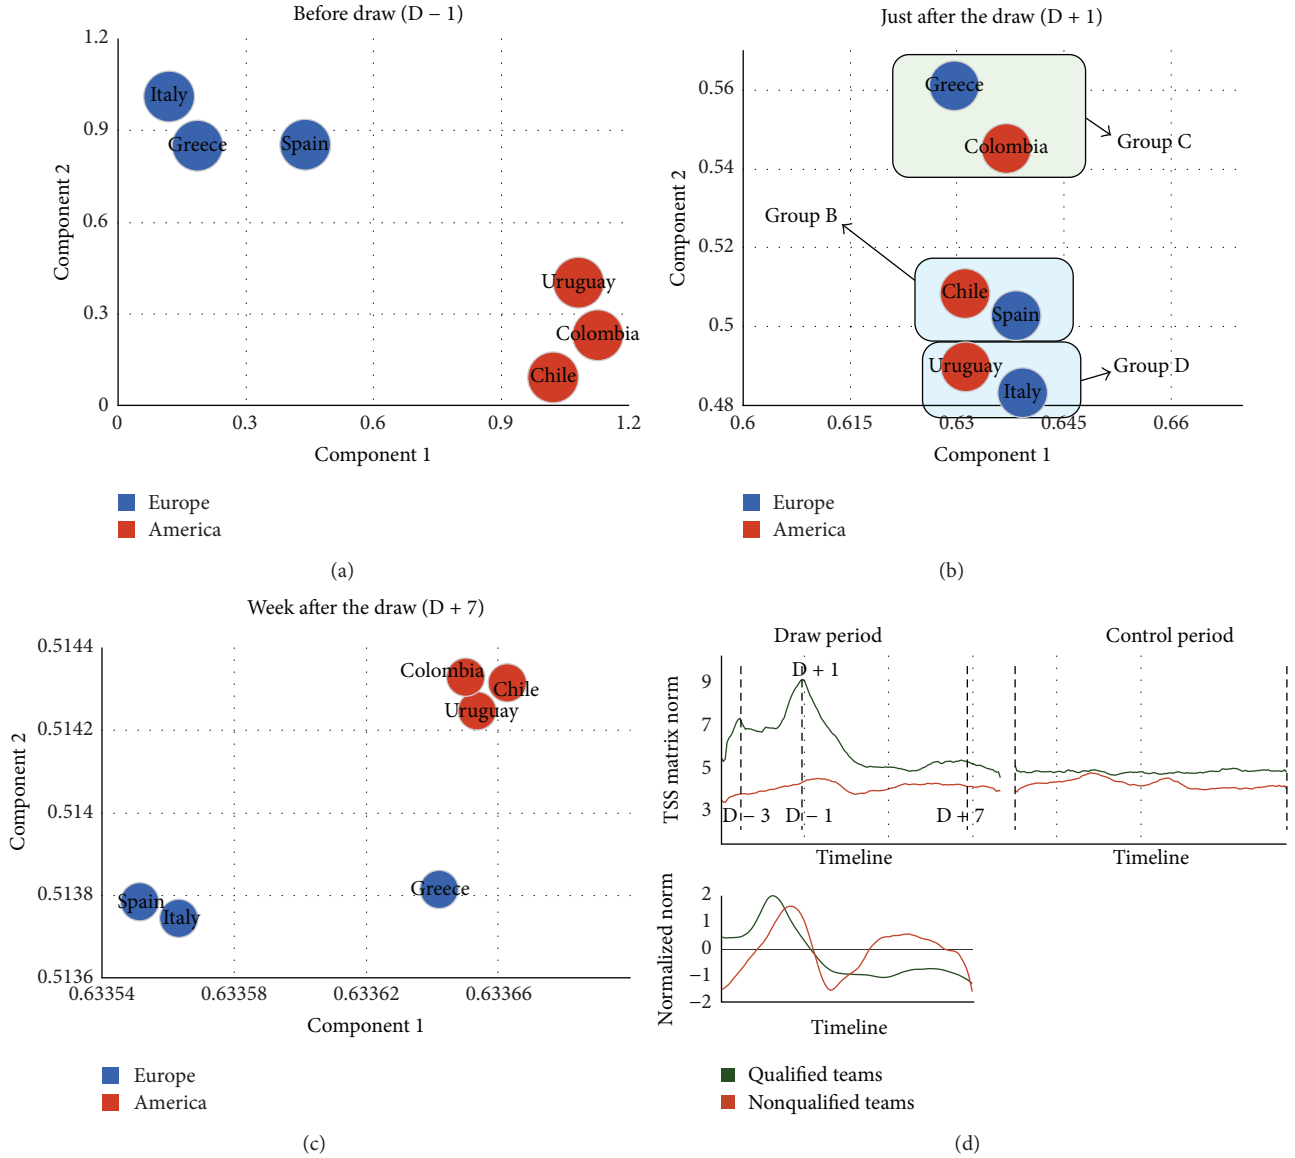 Before draw (D − 1)
1.2
0.9
0.6
0.3
0
0
0.3
0.6
0.9
1.2
Component 2
Component 1
Italy
Greece
Spain
Uruguay
Colombia
Chile
Europe
America
(a)
Just after the draw (D + 1)
0.56
0.54
0.52
0.5
0.48
0.6
0.615
0.63
0.645
0.66
Component 2
Component 1
Greece
Colombia
Group C
Group B
Chile
Spain
Uruguay
Italy
Group D
Europe
America
(b)
Week after the draw (D + 7)
0.5144
0.5142
0.514
0.5138
0.5136
0.63354
0.63358
0.63362
0.63366
Component 2
Component 1
Colombia
Chile
Uruguay
Spain
Italy
Greece
Europe
America
(c)
Draw period
Control period
D + 1
9
7
5
3
TSS matrix norm
D − 3
D − 1
D + 7
Timeline
Timeline
2
1
0
−1
−2
Normalized norm
Timeline
Qualified teams
Nonqualified teams
(d)